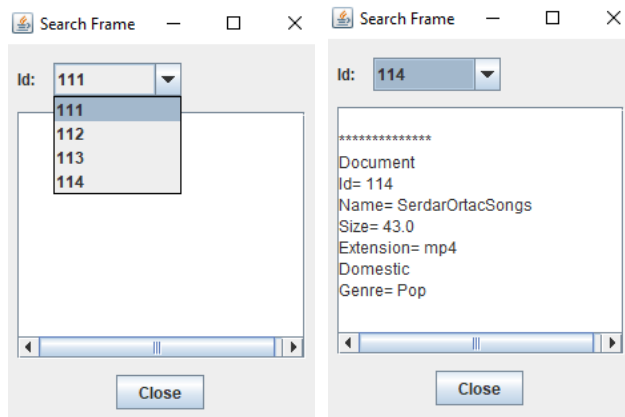 Search Frame
Id: 111
111
112
113
114
Close
Search Frame
Id: 114
**************
Document
Id= 114
Name= SerdarOrtacSongs
Size= 43.0
Extension= mp4
Domestic
Genre= Pop
Close